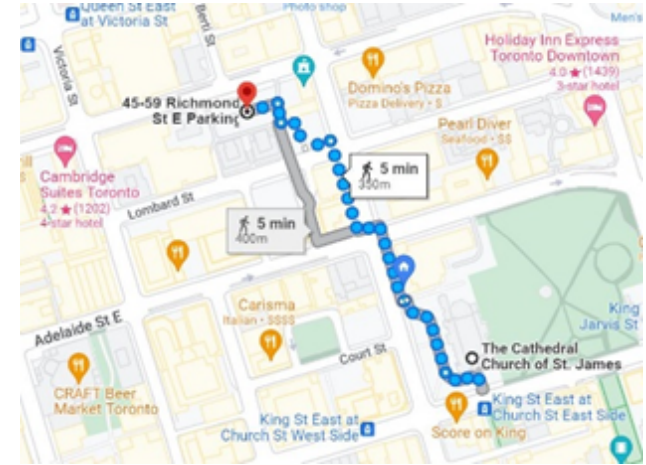 Queen St East
at Victoria St
Photo shop
Men's
Victoria St
Holiday Inn Express
Toronto Downtown
4.0 ★ (1439)
3-star hotel
45-59 Richmond
St E Parking
Domino's Pizza
Pizza Delivery · $
Pearl Diver
Seafood · $$
5 min
350m
Cambridge
Suites Toronto
4.2 ★ (1202)
4-star hotel
Lombard St
5 min
400m
Carisma
Italian · $$$$
Adelaide St E
King
Jarvis St
Court St
The Cathedral
Church of St. James
CRAFT Beer
Market Toronto
King St East at
Church St West Side
King St East at
Church St East Side
Score on King